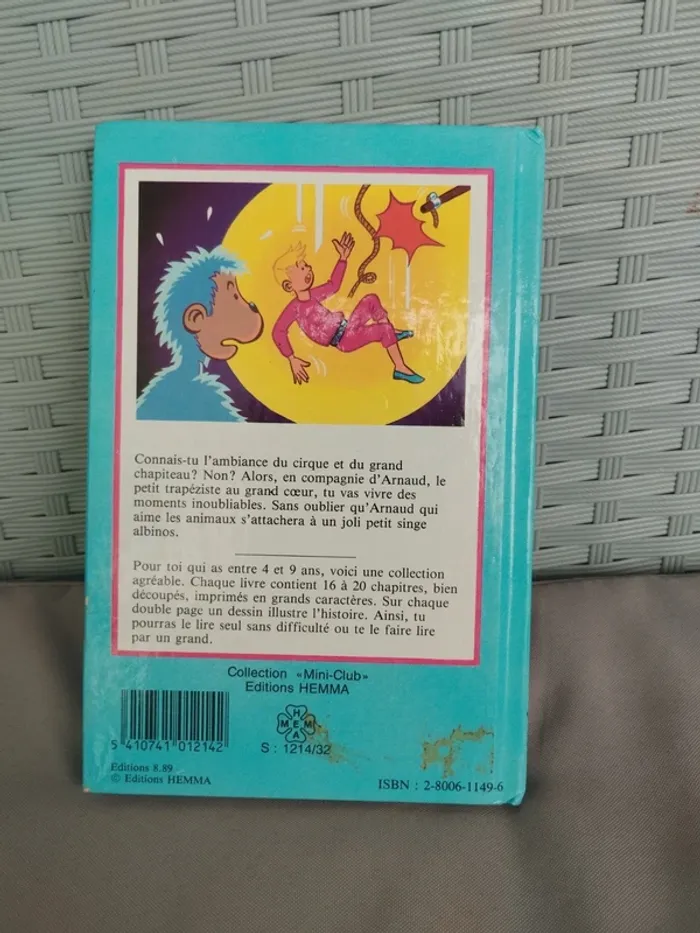 Connais-tu l'ambiance du cirque et du grand
chapiteau? Non? Alors, en compagnie d'Arnaud, le
petit trapéziste au grand cœur, tu vas vivre des
moments inoubliables. Sans oublier qu'Arnaud qui
aime les animaux s'attachera à un joli petit singe
albinos.
Pour toi qui as entre 4 et 9 ans, voici une collection
agréable. Chaque livre contient 16 à 20 chapitres, bien
découpés, imprimés en grands caractères. Sur chaque
double page un dessin illustre l'histoire. Ainsi, tu
pourras le lire seul sans difficulté ou te le faire lire
par un grand.
Collection «Mini-Club»
Editions HEMMA
HEMMA
5 410741 012142
S : 1214/32
Editions 8.89
© Editions HEMMA
ISBN : 2-8006-1149-6